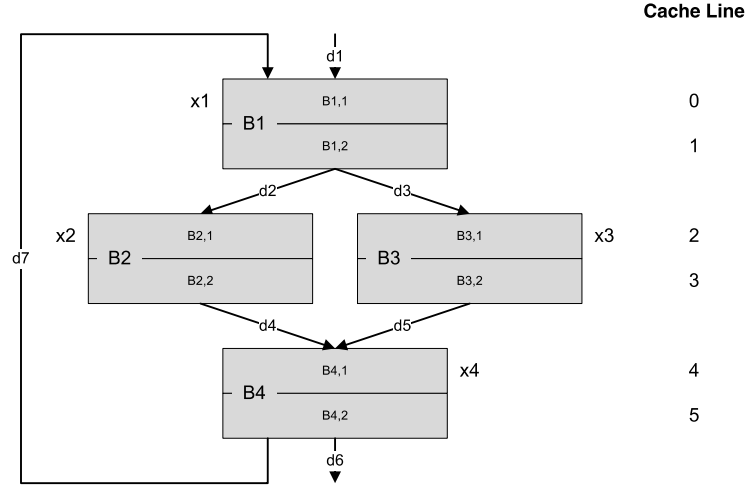 Cache Line
d1
x1 B1,1 0
B1
B1,2 1
d2 d3
x2 B2,1 B3,1 x3 2
d7 B2 B3
B2,2 B3,2 3
d4 d5
B4,1 x4 4
B4
B4,2 5
d6